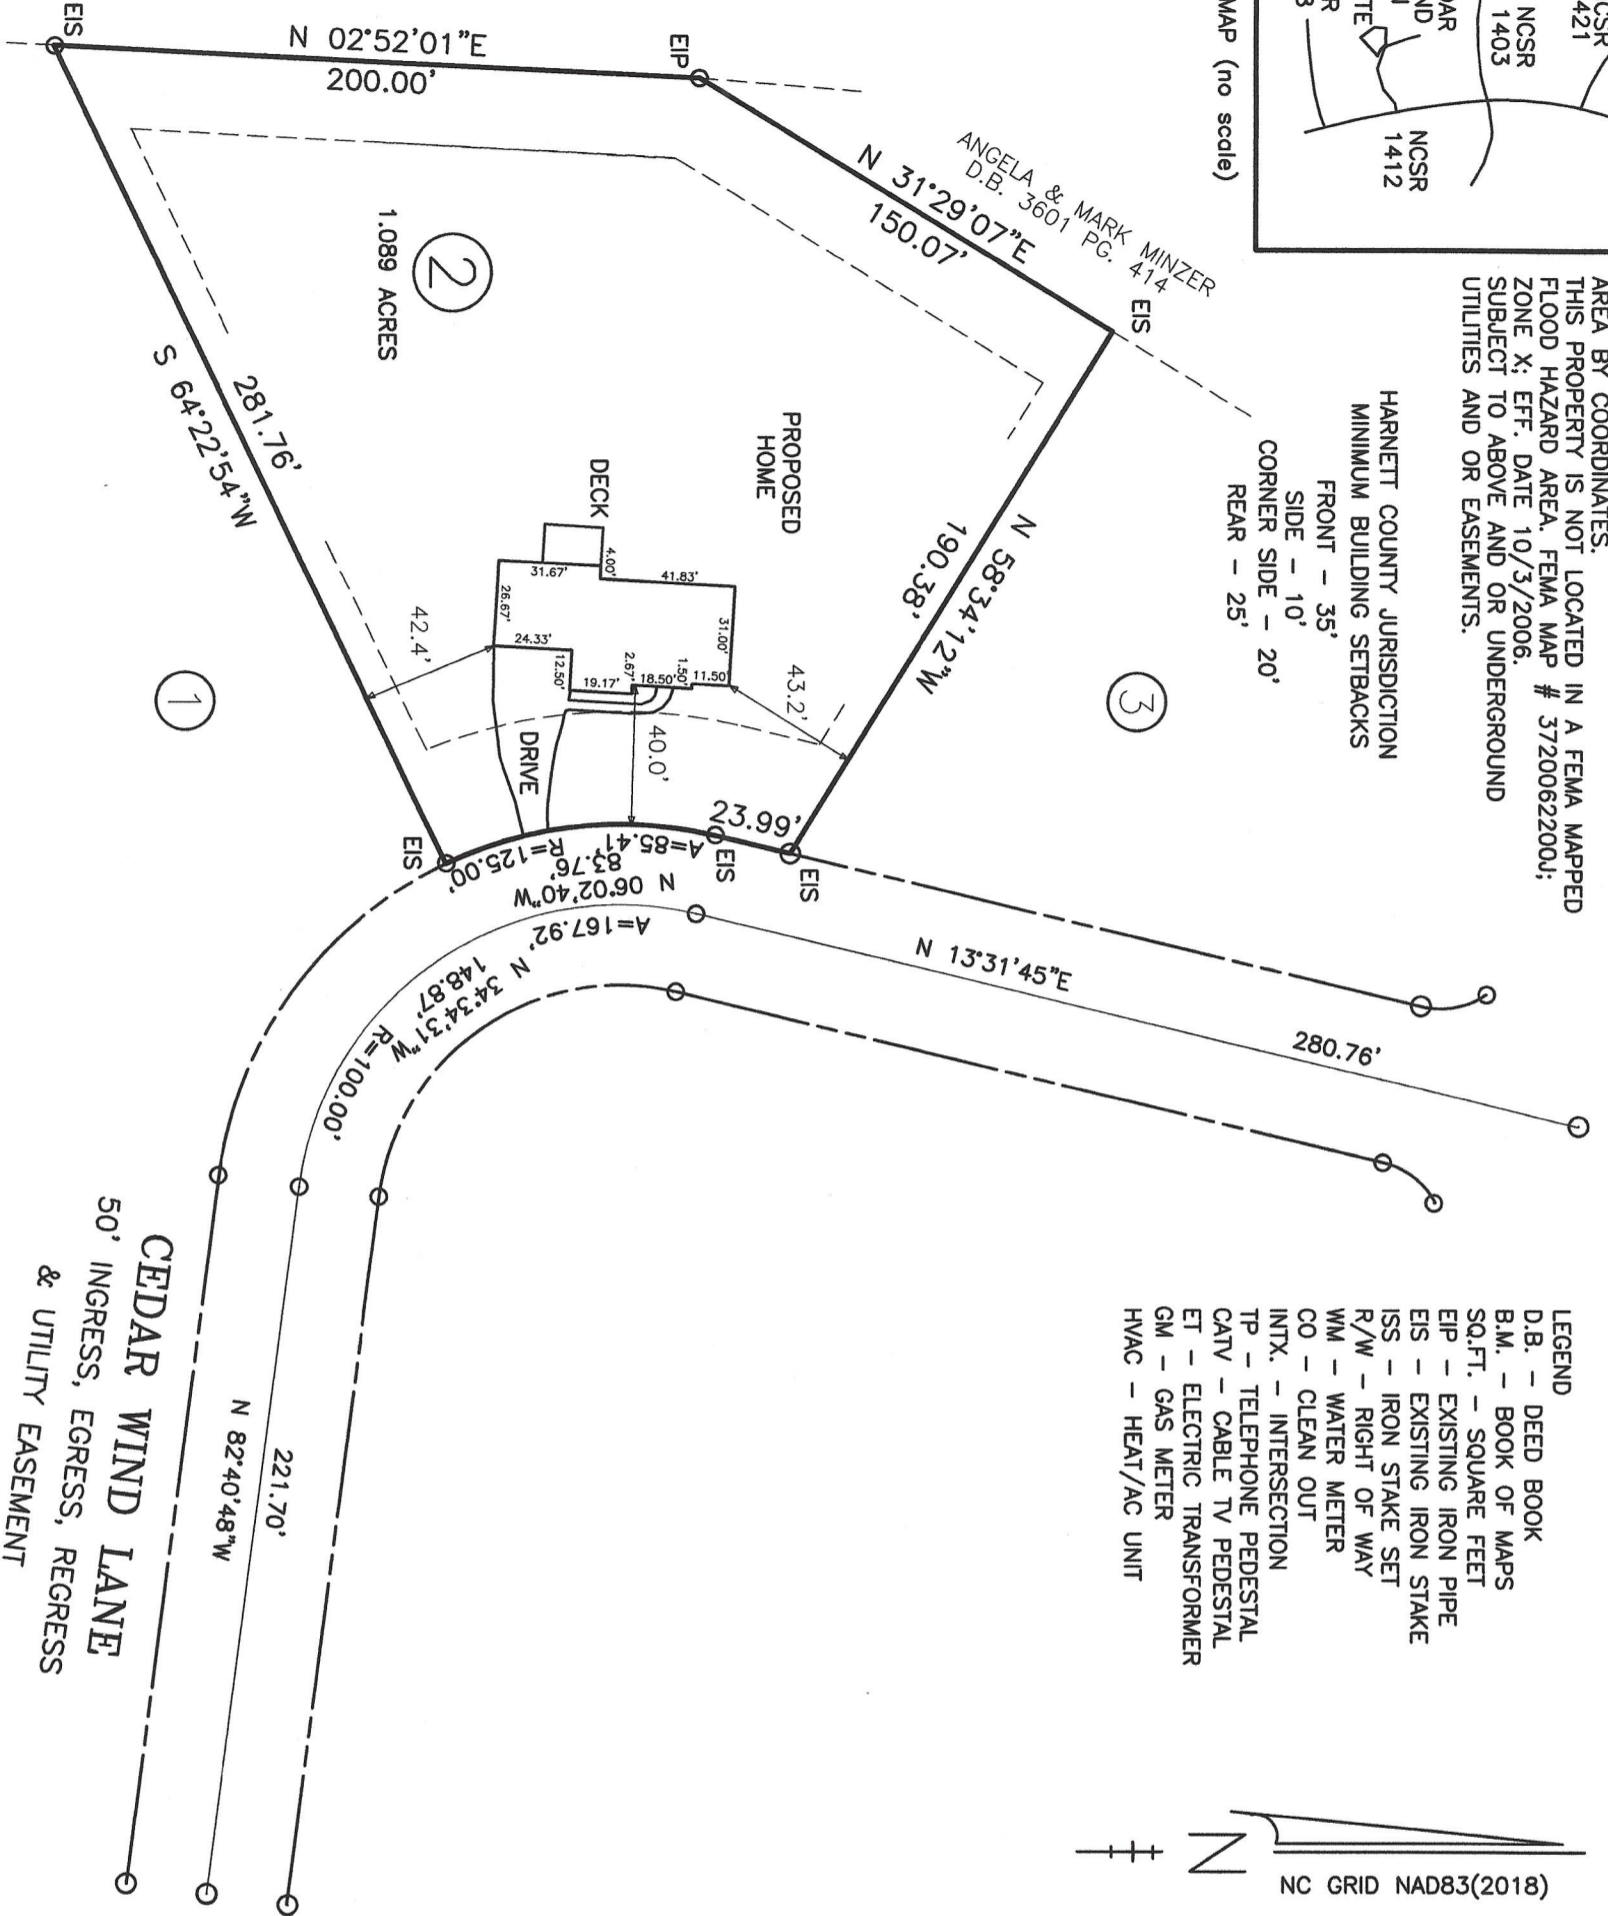 CSR
1421
NCSR
1403
NCSR
1412
MAP (no scale)
AREA BY COORDINATES.
THIS PROPERTY IS NOT LOCATED IN A FEMA MAPPED
FLOOD HAZARD AREA. FEMA MAP # 3720062200J;
ZONE X; EFF. DATE 10/3/2006.
SUBJECT TO ABOVE AND OR UNDERGROUND
UTILITIES AND OR EASEMENTS.
HARNETT COUNTY JURISDICTION
MINIMUM BUILDING SETBACKS
FRONT – 35'
SIDE – 10'
CORNER SIDE – 20'
REAR – 25'
LEGEND
D.B. – DEED BOOK
B.M. – BOOK OF MAPS
SQ.FT. – SQUARE FEET
EIP – EXISTING IRON PIPE
EIS – EXISTING IRON STAKE
ISS – IRON STAKE SET
R/W – RIGHT OF WAY
WM – WATER METER
CO – CLEAN OUT
INTX. – INTERSECTION
TP – TELEPHONE PEDESTAL
CATV – CABLE TV PEDESTAL
ET – ELECTRIC TRANSFORMER
GM – GAS METER
HVAC – HEAT/AC UNIT
N
NC GRID NAD83(2018)
EIS
N 02°52'01"E
200.00'
EIP
ANGELA & MARK MINZER
D.B. 3601 PG. 414
N 31°29'07"E
150.07'
EIS
N 58°34'12"W
190.38'
3
2
1.089 ACRES
281.76'
S 64°22'54"W
1
PROPOSED
HOME
DECK
4.00'
31.67'
41.83'
26.67'
31.00'
24.33'
12.50'
19.17'
2.67'
18.50'
1.50'
11.50'
42.4'
43.2'
40.0'
DRIVE
23.99'
EIS
EIS
EIS
A=85.41'
R=125.00'
83.76'
N 06°02'40"W
A=167.92'
N 34°34'31"W
148.87'
R=100.00'
N 13°31'45"E
280.76'
221.70'
N 82°40'48"W
CEDAR WIND LANE
50' INGRESS, EGRESS, REGRESS
& UTILITY EASEMENT